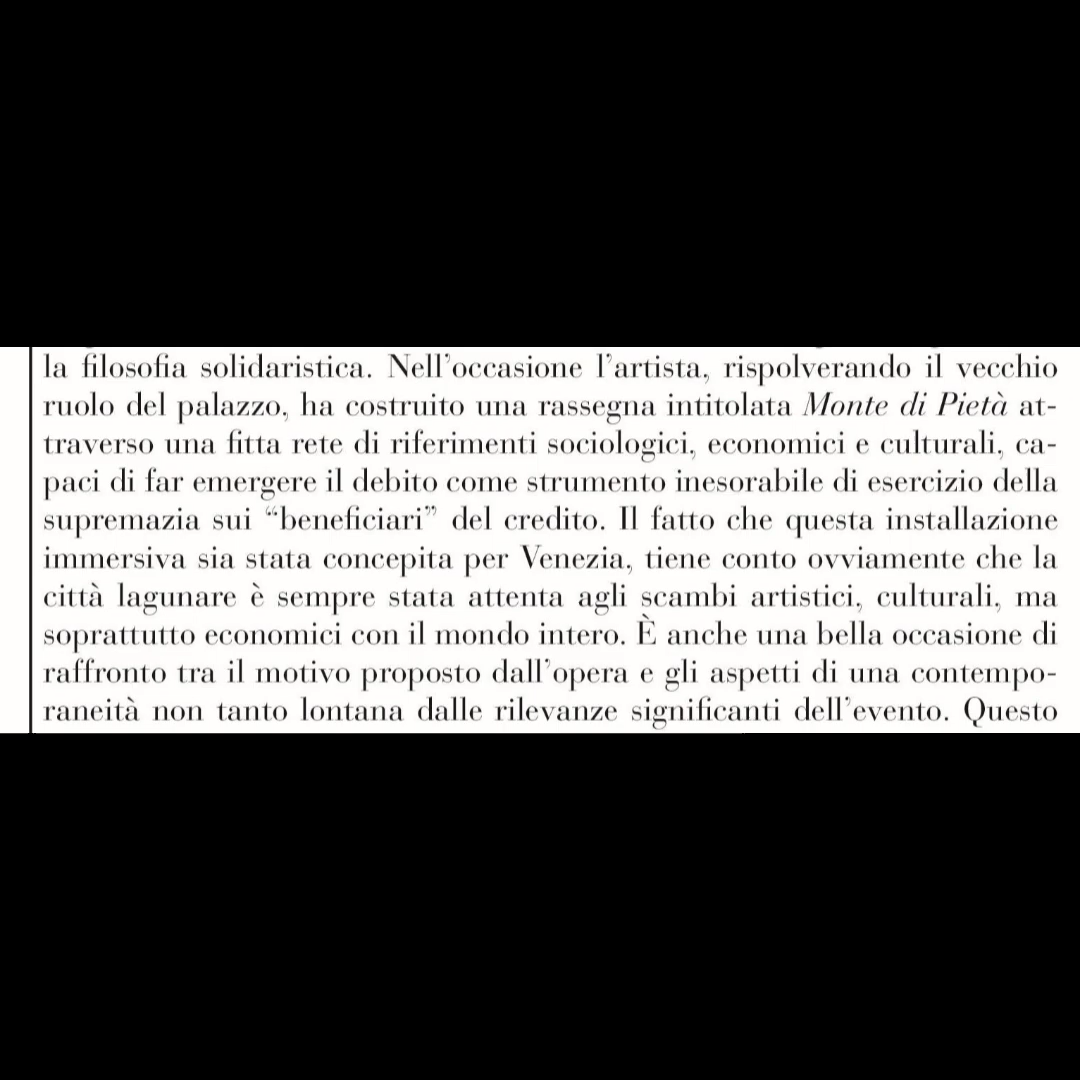 la filosofia solidaristica. Nell’occasione l’artista, rispolverando il vecchio
ruolo del palazzo, ha costruito una rassegna intitolata Monte di Pietà at-
traverso una fitta rete di riferimenti sociologici, economici e culturali, ca-
paci di far emergere il debito come strumento inesorabile di esercizio della
supremazia sui “beneficiari” del credito. Il fatto che questa installazione
immersiva sia stata concepita per Venezia, tiene conto ovviamente che la
città lagunare è sempre stata attenta agli scambi artistici, culturali, ma
soprattutto economici con il mondo intero. È anche una bella occasione di
raffronto tra il motivo proposto dall’opera e gli aspetti di una contempo-
raneità non tanto lontana dalle rilevanze significanti dell’evento. Questo